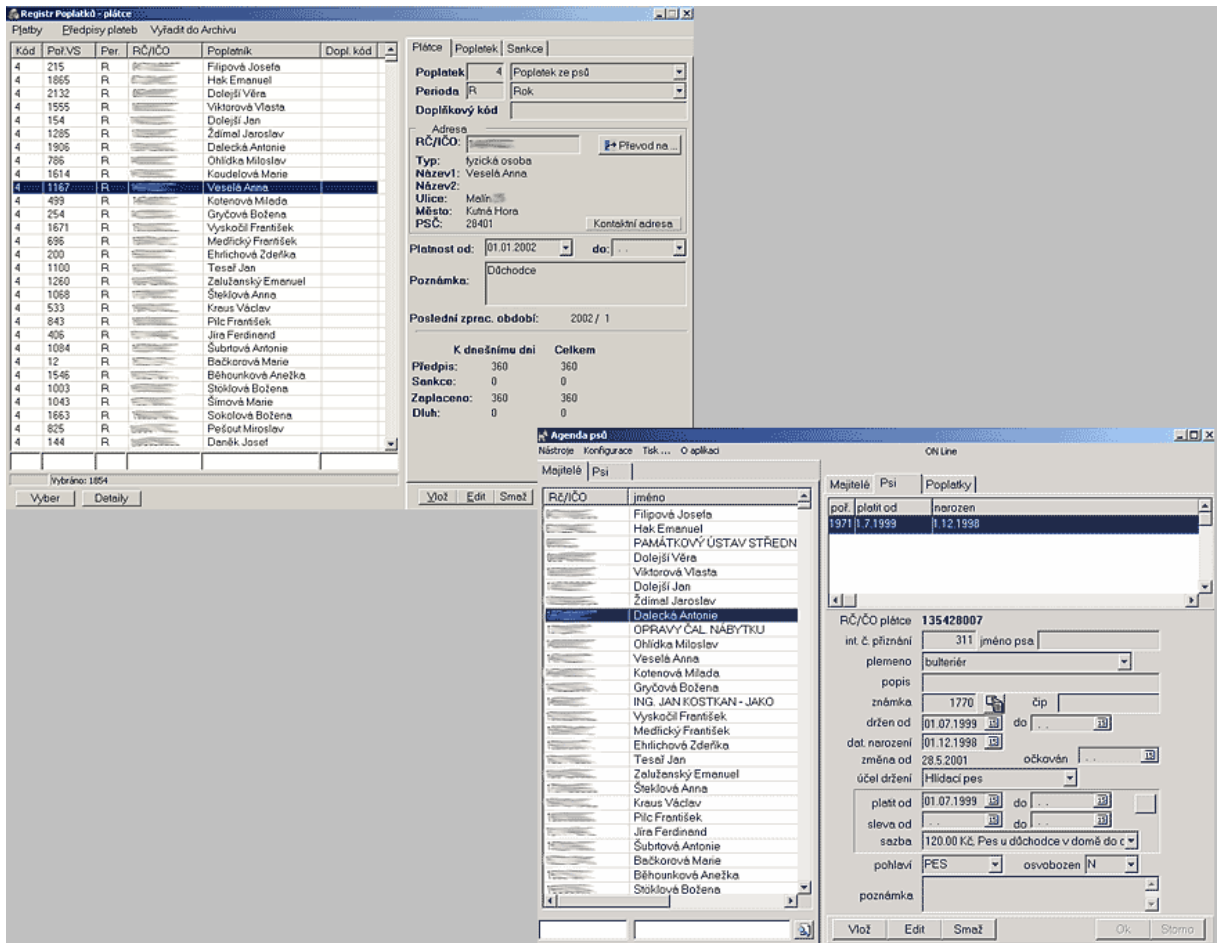 Registr Poplatků - plátce
Platby Předpisy plateb Vyřadit do Archivu
Kód Poř.VS Per. RČ/IČO Poplatník Dopl. kód
4 215 R Filipová Josefa
4 1865 R Hak Emanuel
4 2132 R Dolejší Věra
4 1555 R Viktorová Vlasta
4 154 R Dolejší Jan
4 1285 R Ždímal Jaroslav
4 1906 R Dalecká Antonie
4 786 R Ohlídka Miloslav
4 1614 R Koudelová Marie
4 1167 R Veselá Anna
4 499 R Kotenová Milada
4 254 R Gryčová Božena
4 1671 R Vyskočil František
4 696 R Medřický František
4 200 R Ehrlichová Zdeňka
4 1100 R Tesař Jan
4 1260 R Zalužanský Emanuel
4 1068 R Šteklová Anna
4 533 R Kraus Václav
4 843 R Pilc František
4 406 R Jíra Ferdinand
4 1084 R Šubrtová Antonie
4 12 R Bačkorová Marie
4 1546 R Běhounková Anežka
4 1003 R Stöklová Božena
4 1043 R Šímová Marie
4 1663 R Sokolová Božena
4 825 R Pešout Miroslav
4 144 R Daněk Josef
Vybráno: 1854
Vyber Detaily
Plátce Poplatek Sankce
Poplatek 4 Poplatek ze psů
Perioda R Rok
Doplňkový kód
Adresa
RČ/IČO: Převod na ...
Typ: fyzická osoba
Název1: Veselá Anna
Název2:
Ulice: Malín
Město: Kutná Hora
PSČ: 28401 Kontaktní adresa
Platnost od: 01.01.2002 do: . .
Poznámka: Důchodce
Poslední zprac. období: 2002 / 1
K dnešnímu dni Celkem
Předpis: 360 360
Sankce: 0 0
Zaplaceno: 360 360
Dluh: 0 0
Vlož Edit Smaž
Agenda psů
Nástroje Konfigurace Tisk ... O aplikaci ON Line
Majitelé Psi
Rč/IČO jméno
Filipová Josefa
Hak Emanuel
PAMÁTKOVÝ ÚSTAV STŘEDN
Dolejší Věra
Viktorová Vlasta
Dolejší Jan
Ždímal Jaroslav
Dalecká Antonie
OPRAVY ČAL. NÁBYTKU
Ohlídka Miloslav
Veselá Anna
Kotenová Milada
Gryčová Božena
ING. JAN KOSTKAN - JAKO
Vyskočil František
Medřický František
Ehrlichová Zdeňka
Tesař Jan
Zalužanský Emanuel
Šteklová Anna
Kraus Václav
Pilc František
Jíra Ferdinand
Šubrtová Antonie
Bačkorová Marie
Běhounková Anežka
Stöklová Božena
Majitelé Psi Poplatky
poř. platit od narozen
1971 1.7.1999 1.12.1998
RČ/ČO plátce 135428007
int. č. přiznání 311 jméno psa
plemeno bulteriér
popis
známka 1770 čip
držen od 01.07.1999 do . .
dat. narození 01.12.1998
změna od 28.5.2001 očkován . .
účel držení Hlídací pes
platit od 01.07.1999 do . .
sleva od . . do . .
sazba 120.00 Kč, Pes u důchodce v domě do c
pohlaví PES osvobozen N
poznámka
Vlož Edit Smaž Ok Storno